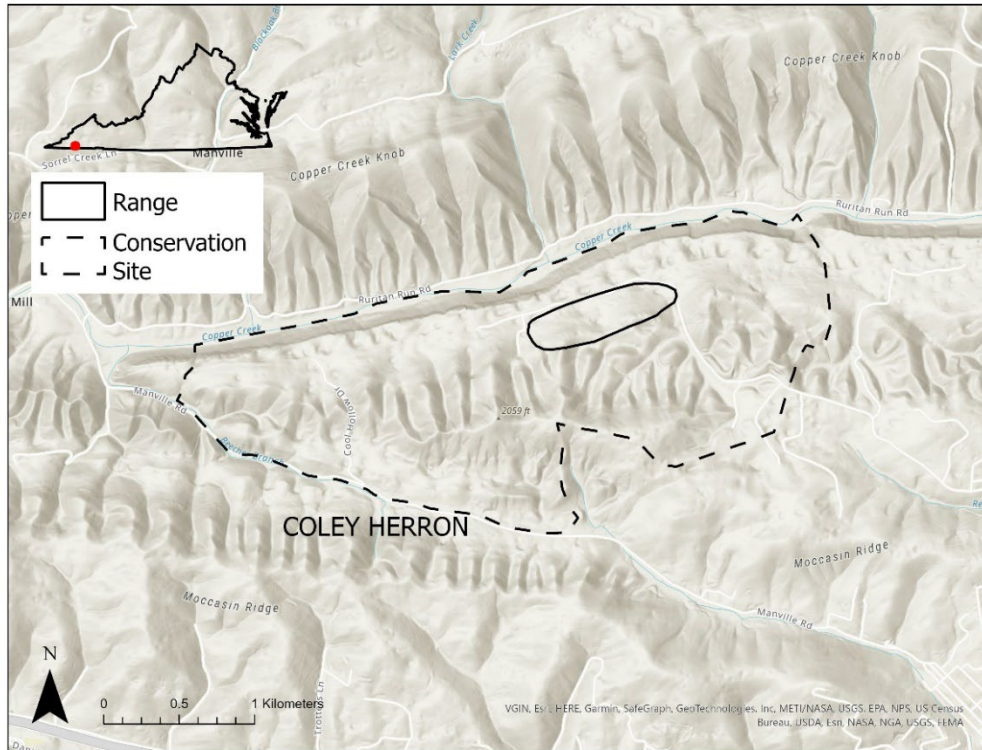 Copper Creek Knob
Manville
Sorrel Creek Ln
Copper Creek Knob
Range
Ruritan Run Rd
Conservation
Site
Copper Creek
Mill
Ruritan Run Rd
Copper Creek
Manville Rd
Cool Hollow Dr
2059 ft
COLEY HERRON
Moccasin Ridge
Moccasin Ridge
Manville Rd
N
0 0.5 1 Kilometers
VGIN, Esri, HERE, Garmin, SafeGraph, GeoTechnologies, Inc, METI/NASA, USGS, EPA, NPS, US Census
Bureau, USDA, Esri, NASA, NGA, USGS, FEMA